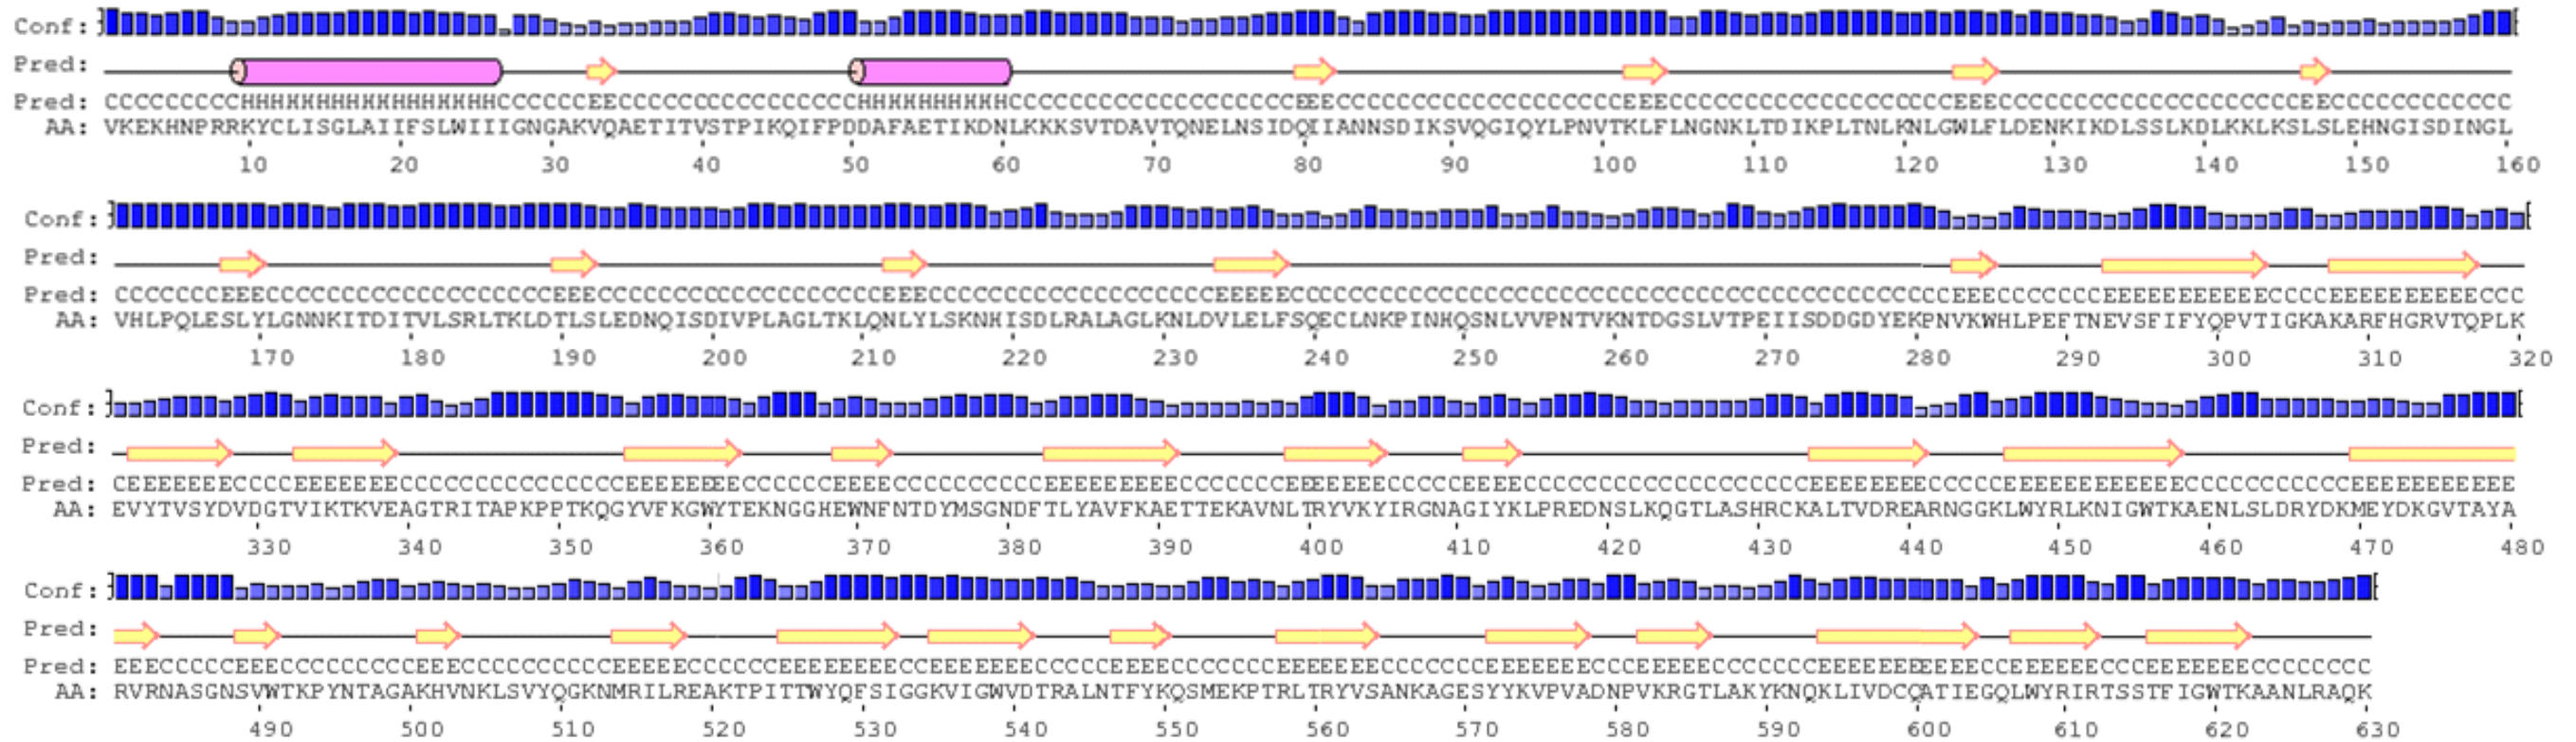 Conf:
Pred:
Pred: CCCCCCCCCHHHHHHHHHHHHHHHHHCCCCCCEECCCCCCCCCCCCCCCCHHHHHHHHHHCCCCCCCCCCCCCCCCCCCEEECCCCCCCCCCCCCCCCCCCEEECCCCCCCCCCCCCCCCCCCEEECCCCCCCCCCCCCCCCCCCCEECCCCCCCCCCCC
AA: VKEKHNPRRKYCLISGLAIIFSLWIIIGNGAKVQAETITVSTPIKQIFPDDAFAETIKDNLKKKSVTDAVTQNELNSIDQIIANNSDIKSVQGIQYLPNVTKLFLNGNKLTDIKPLTNLKNLGWLFLDENKIKDLSSLKDLKKLKSLSLEHNGISDINGL
10 20 30 40 50 60 70 80 90 100 110 120 130 140 150 160
Conf:
Pred:
Pred: CCCCCCCEEECCCCCCCCCCCCCCCCCCCEEECCCCCCCCCCCCCCCCCCCEEECCCCCCCCCCCCCCCCCCCEEEEECCCCCCCCCCCCCCCCCCCCCCCCCCCCCCCCCCCCCCCCCCCCEEECCCCCCCEEEEEEEEEEECCCCEEEEEEEEEECCC
AA: VHLPQLESLYLGNNKITDITVLSRLTKLDTLSLEDNQISDIVPLAGLTKLQNLYLSKNHISDLRALAGLKNLDVLELFSQECLNKPINHQSNLVVPNTVKNTDGSLVTPEIISDDGDYEKPNVKWHLPEFTNEVSFIFYQPVTIGKAKARFHGRVTQPLK
170 180 190 200 210 220 230 240 250 260 270 280 290 300 310 320
Conf:
Pred:
Pred: CEEEEEEECCCCEEEEEEECCCCCCCCCCCCCCCEEEEEEEECCCCCCEEEECCCCCCCCCCEEEEEEEEECCCCCCCEEEEEEECCCCCEEEECCCCCCCCCCCCCCCCCCCEEEEEEEECCCCCEEEEEEEEEEEECCCCCCCCCCCEEEEEEEEEEE
AA: EVYTVSYDVDGTVIKTKVEAGTRITAPKPPTKQGYVFKGWYTEKNGGHEWNFNTDYMSGNDFTLYAVFKAETTEKAVNLTRYVKYIRGNAGIYKLPREDNSLKQGTLASHRCKALTVDREARNGGKLWYRLKNIGWTKAENLSLDRYDKMEYDKGVTAYA
330 340 350 360 370 380 390 400 410 420 430 440 450 460 470 480
Conf:
Pred:
Pred: EEECCCCCEEECCCCCCCCCEEECCCCCCCCCCEEEEECCCCCCEEEEEEEECCEEEEEEECCCCCEEEECCCCCCCEEEEEEECCCCCCCEEEEEEECCCEEEEECCCCCCCEEEEEEEEEEECCEEEEEECCCEEEEEEECCCCCCCC
AA: RVRNASGNSVWTKPYNTAGAKHVNKLSVYQGKNMRILREAKTPITTWYQFSIGGKVIGWVDTRALNTFYKQSMEKPTRLTRYVSANKAGESYYKVPVADNPVKRGTLAKYKNQKLIVDCQATIEGQLWYRIRTSSTFIGWTKAANLRAQK
490 500 510 520 530 540 550 560 570 580 590 600 610 620 630